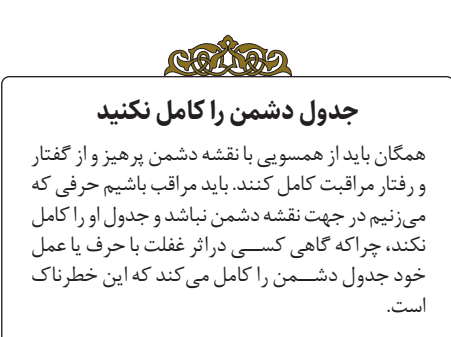 جدول دشمن را کامل نکنید
همگان باید از همسویی با نقشه دشمن پرهیز و از گفتار
و رفتار مراقبت کامل کنند. باید مراقب باشیم حرفی که
می‌زنیم در جهت نقشه دشمن نباشد و جدول او را کامل
نکند، چراکه گاهی کســـی دراثر غفلت با حرف یا عمل
خود جدول دشـــمن را کامل می‌کند که این خطرناک
است.